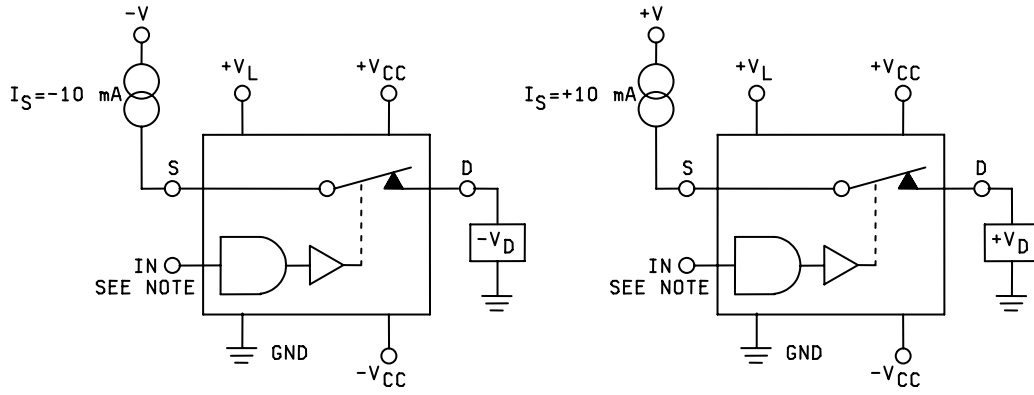 −V
+V_L
+V_CC
I_S=−10 mA
S
D
−V_D
IN
SEE NOTE
GND
−V_CC
+V
+V_L
+V_CC
I_S=+10 mA
S
D
+V_D
IN
SEE NOTE
GND
−V_CC